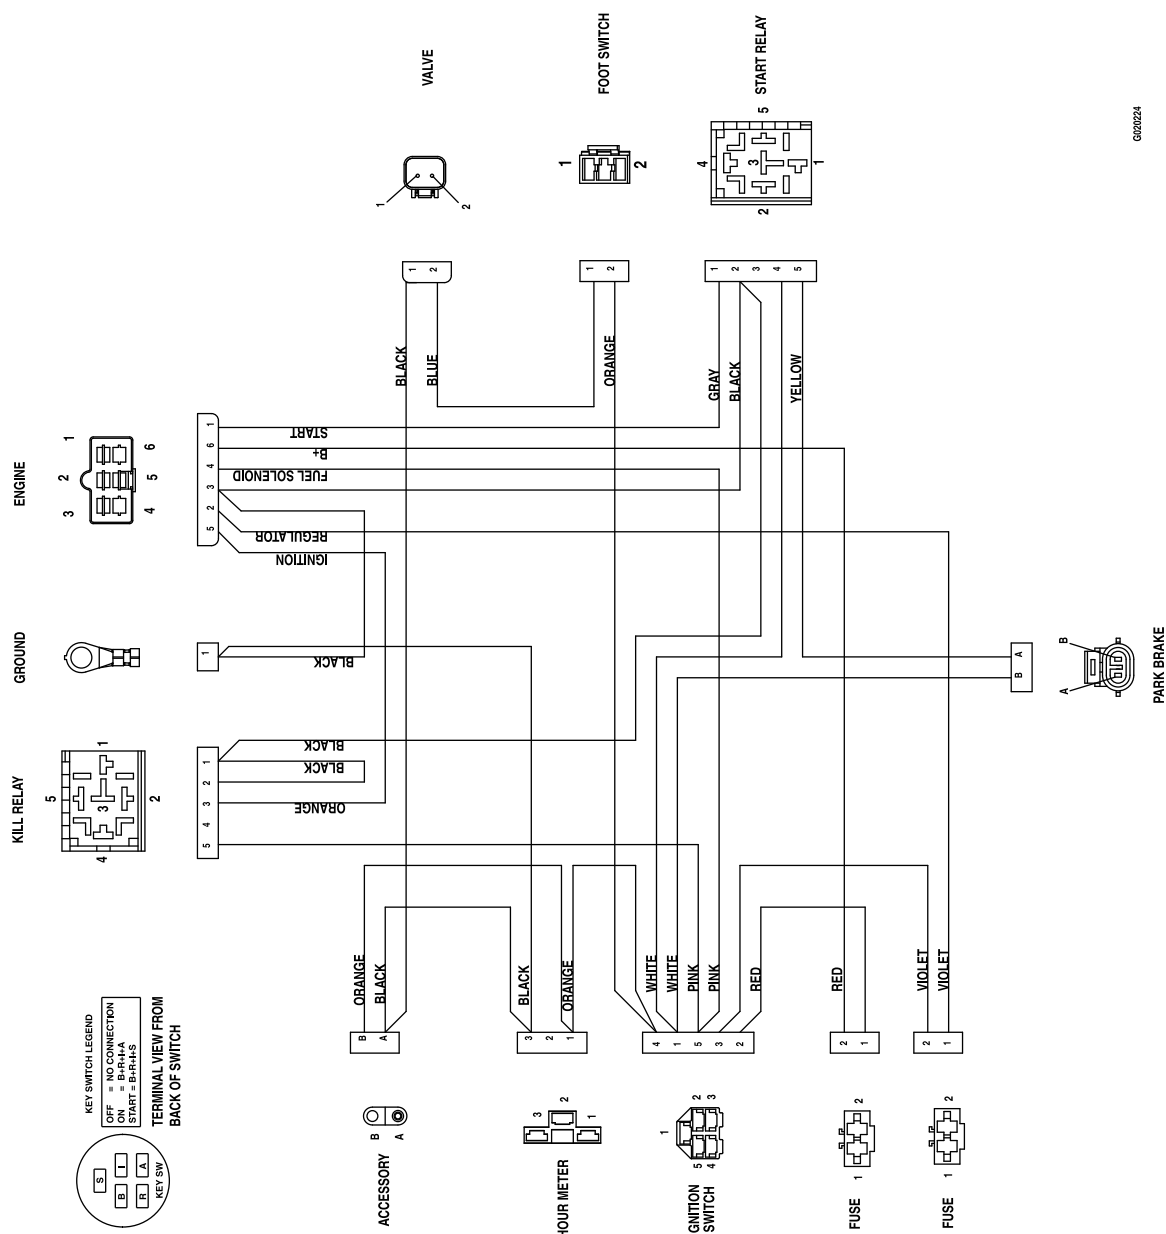 VALVE
FOOT SWITCH
START RELAY
G020224
1
2
1
2
4
5
3
2
1
1
2
1
2
1
2
3
4
5
BLACK
BLUE
ORANGE
GRAY
BLACK
YELLOW
ENGINE
1
2
3
6
5
4
1
6
4
3
2
5
START
B+
FUEL SOLENOID
REGULATOR
IGNITION
GROUND
1
BLACK
KILL RELAY
5
1
3
4
2
1
2
3
4
5
BLACK
BLACK
ORANGE
B
A
A
B
PARK BRAKE
KEY SWITCH LEGEND
OFF = NO CONNECTION
ON = B+R+I+A
START = B+R+I+S
TERMINAL VIEW FROM
BACK OF SWITCH
S
B
I
R
A
KEY SW
ORANGE
BLACK
BLACK
ORANGE
WHITE
WHITE
PINK
PINK
RED
RED
VIOLET
VIOLET
B
A
3
2
1
4
1
5
3
2
2
1
2
1
B
A
ACCESSORY
3
2
1
HOUR METER
1
2
3
5
4
GNITION
SWITCH
1
2
FUSE
1
2
FUSE